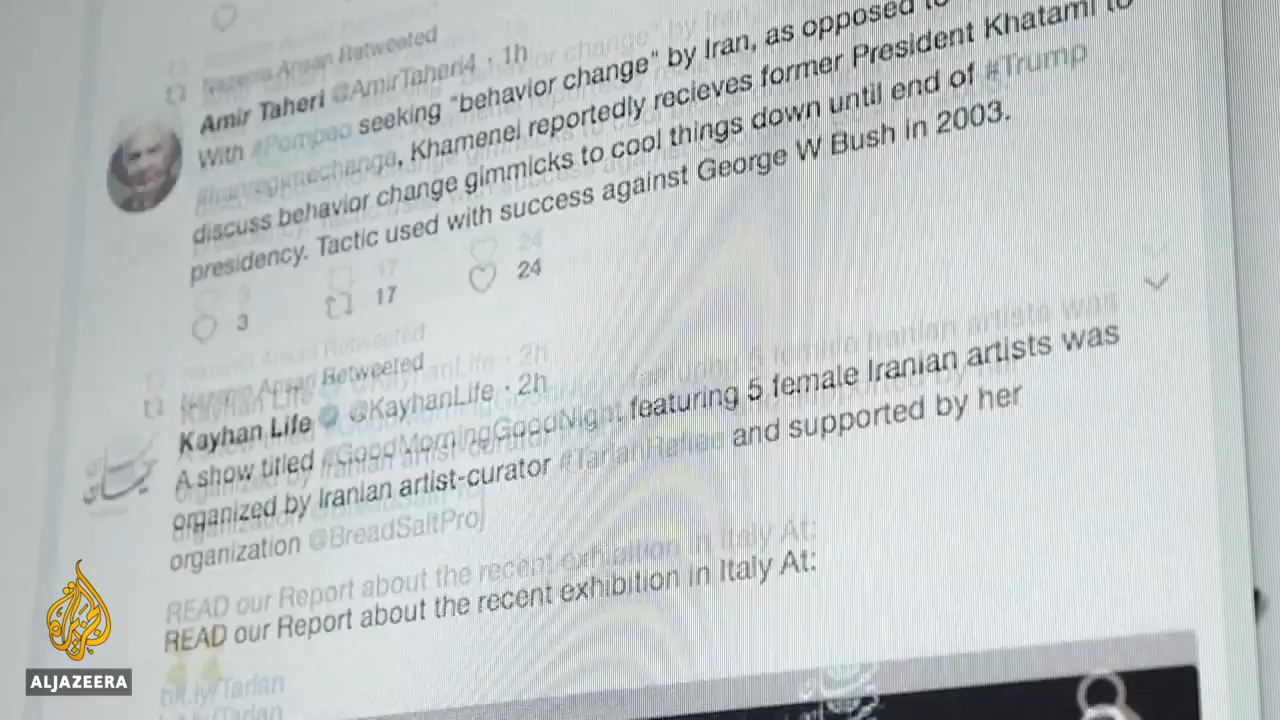 Nazenin Ansari Retweeted
Amir Taheri @AmirTaheri4 · 1h
With #Pompeo seeking "behavior change" by Iran, as opposed to
#Iranregimechange, Khamenei reportedly recieves former President Khatami to
discuss behavior change gimmicks to cool things down until end of #Trump
presidency. Tactic used with success against George W Bush in 2003.
3 17 24
Retweeted
Kayhan Life @KayhanLife · 2h
A show titled #GoodMorningGoodNight featuring 5 female Iranian artists was
organized by Iranian artist-curator and supported by her
organization @BreadSaltProj
READ our Report about the recent exhibition in Italy At:
bit.ly/Tarlan
ALJAZEERA